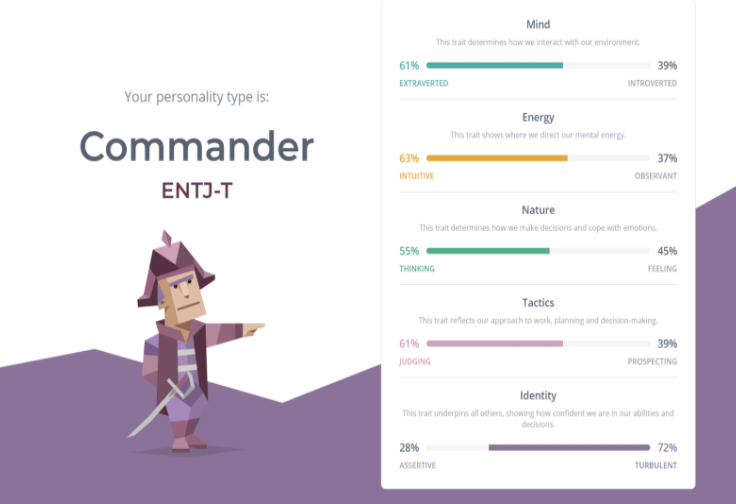 Your personality type is:
Commander
ENTJ-T
Mind
This trait determines how we interact with our environment.
61% 39%
EXTRAVERTED INTROVERTED
Energy
This trait shows where we direct our mental energy.
63% 37%
INTUITIVE OBSERVANT
Nature
This trait determines how we make decisions and cope with emotions.
55% 45%
THINKING FEELING
Tactics
This trait reflects our approach to work, planning and decision-making.
61% 39%
JUDGING PROSPECTING
Identity
This trait underpins all others, showing how confident we are in our abilities and
decisions.
28% 72%
ASSERTIVE TURBULENT